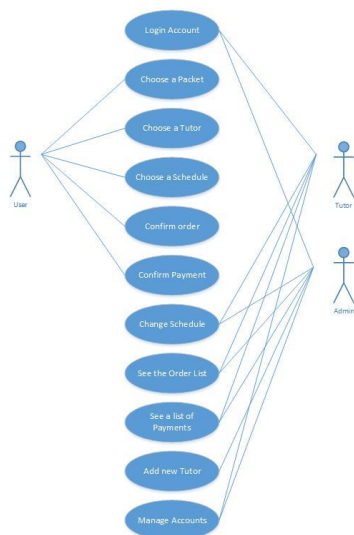 Login Account
Choose a Packet
Choose a Tutor
User
Tutor
Choose a Schedule
Confirm order
Confirm Payment
Admin
Change Schedule
See the Order List
See a list of
Payments
Add new Tutor
Manage Accounts